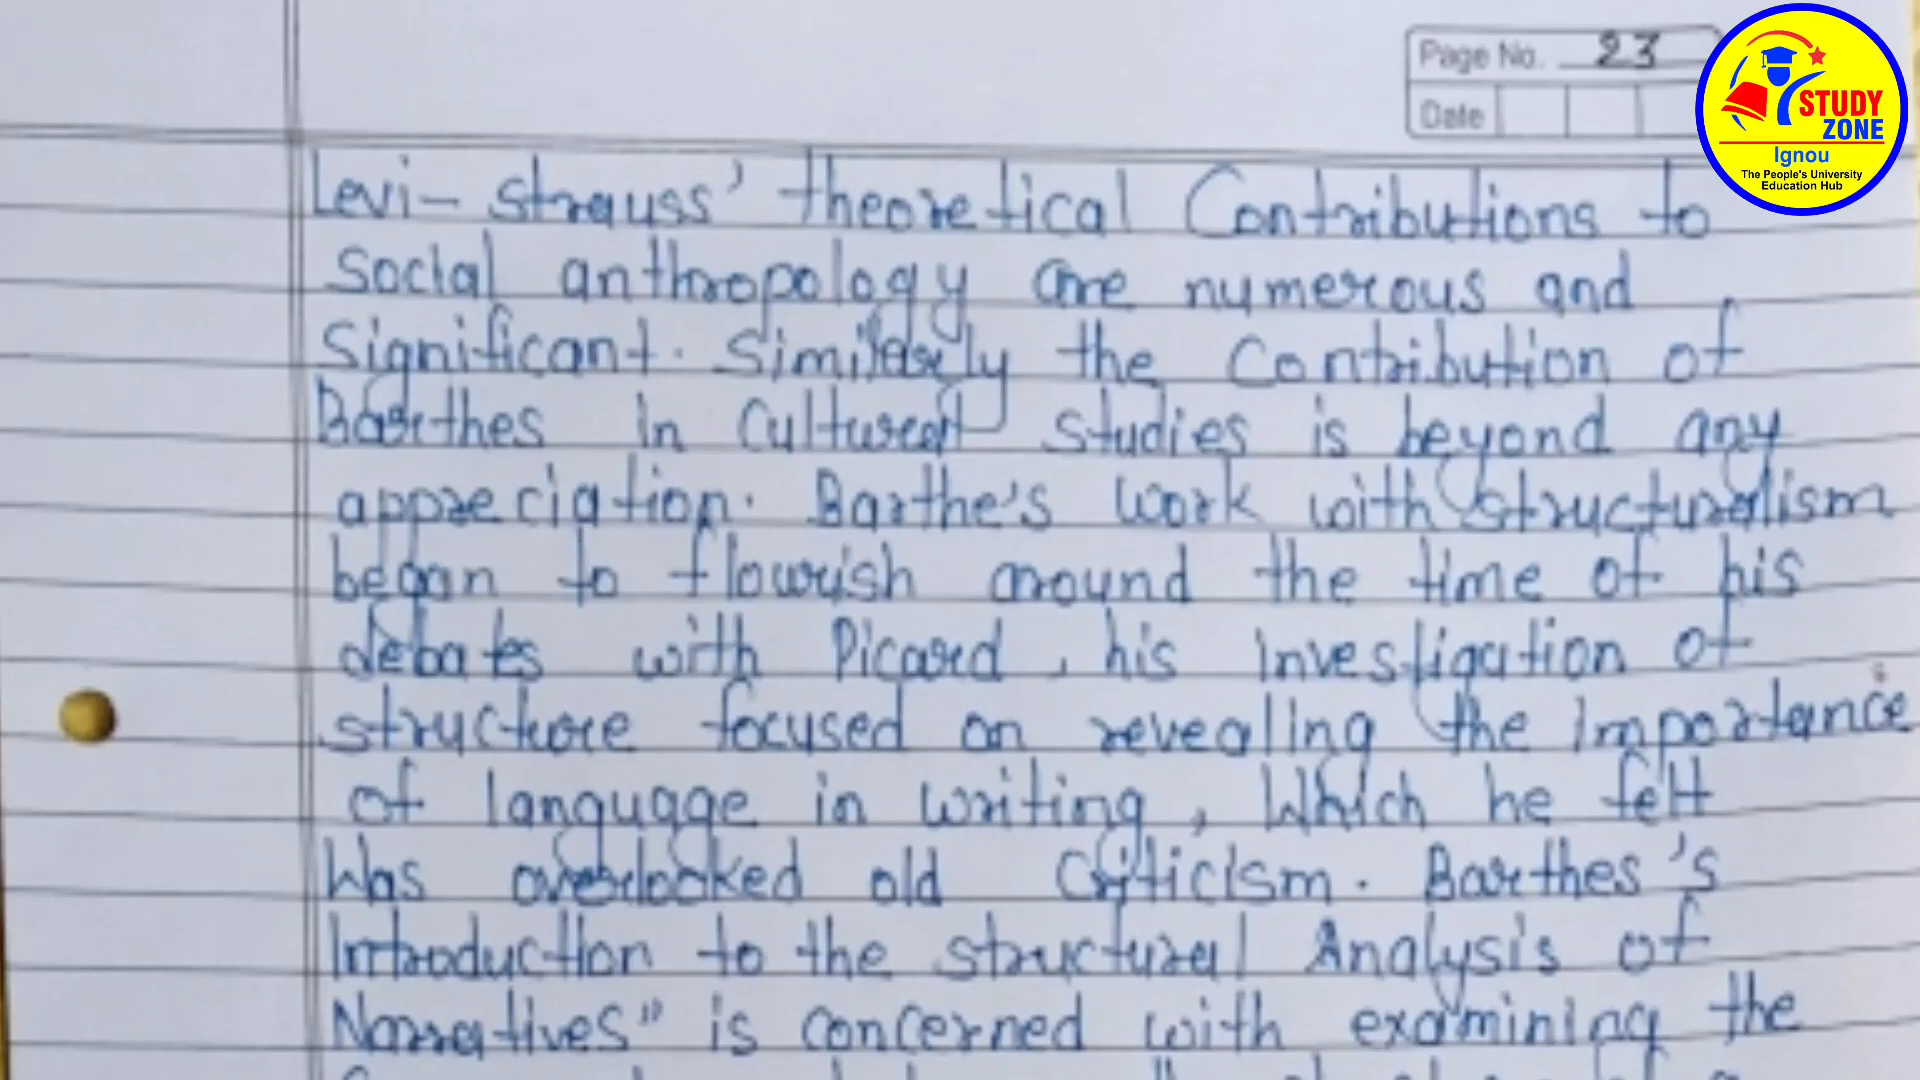 Page No. 23
Date
STUDY
ZONE
Ignou
The People's University
Education Hub
Levi- Strauss' theoretical Contributions to
Social anthropology are numerous and
Significant. Similarly the Contribution of
Barthes in Cultural studies is beyond any
appreciation. Barthe's work with structuralism
began to flourish around the time of his
debates with Picard, his investigation of
structure focused on revealing the importance
of language in writing, Which he felt
Was overlooked old Criticism. Barthes's
Introduction to the structural Analysis of
Narratives" is concerned with examining the